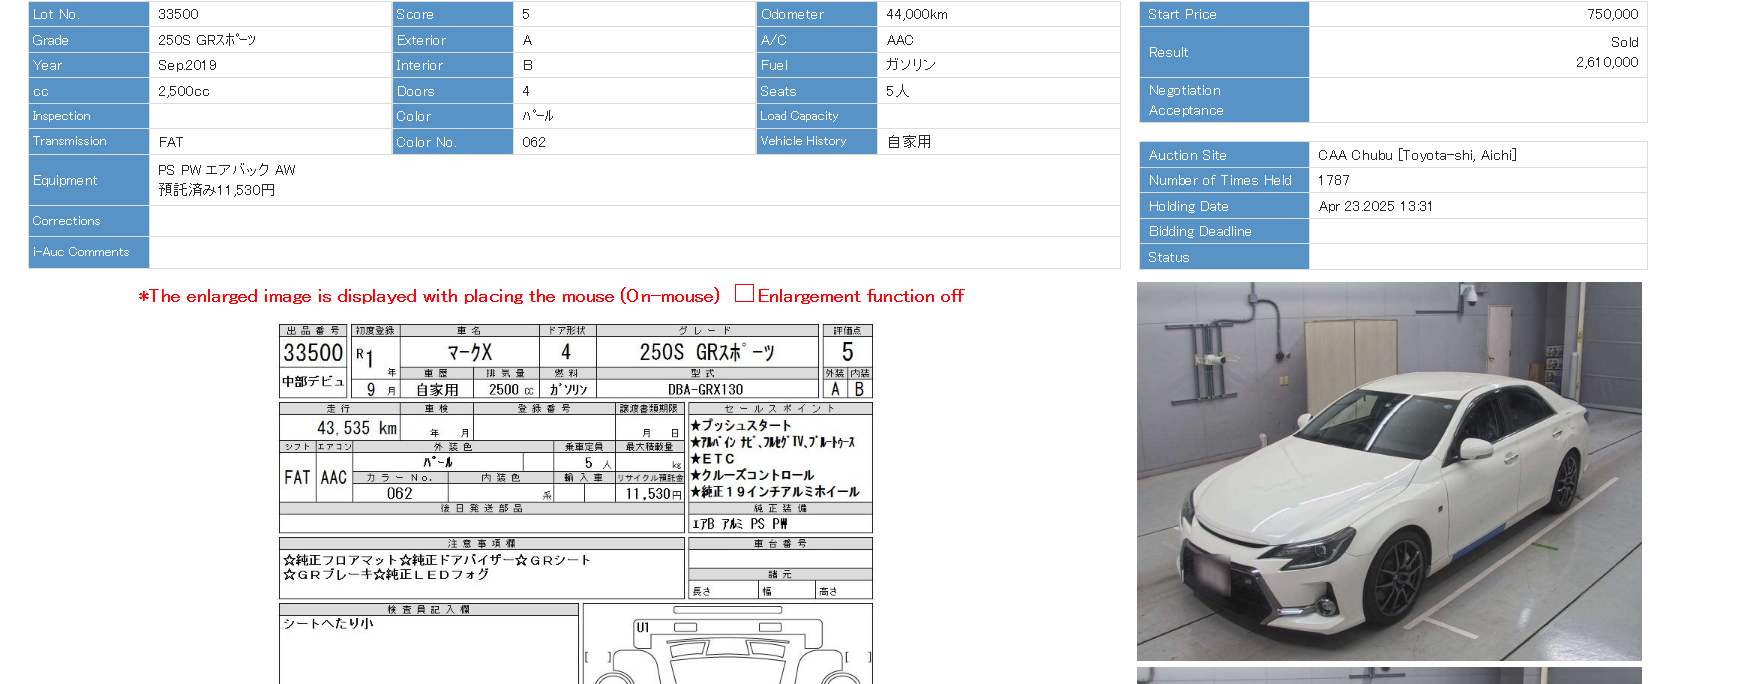 Lot No. 33500 Score 5 Odometer 44,000km
Grade 250S GRｽﾎﾟｰﾂ Exterior A A/C AAC
Year Sep.2019 Interior B Fuel ガソリン
cc 2,500cc Doors 4 Seats 5人
Inspection Color ﾊﾟｰﾙ Load Capacity
Transmission FAT Color No. 062 Vehicle History 自家用
Equipment PS PW エアバック AW
預託済み11,530円
Corrections
i-Auc Comments
Start Price 750,000
Result Sold
2,610,000
Negotiation
Acceptance
Auction Site CAA Chubu [Toyota-shi, Aichi]
Number of Times Held 1787
Holding Date Apr 23.2025 13:31
Bidding Deadline
Status
*The enlarged image is displayed with placing the mouse (On-mouse) Enlargement function off
出品番号 初度登録 車名 ドア形状 グレード 評価点
33500 R1年 マークX 4 250S GRｽﾎﾟｰﾂ 5
車歴 排気量 燃料 型式 外装 内装
中部デビュ 9月 自家用 2500cc ｶﾞｿﾘﾝ DBA-GRX130 A B
走行 車検 登録番号 譲渡書類期限 セールスポイント
43,535 km 年 月 月 日
★プッシュスタート
★ｱﾙﾊﾟｲﾝ ﾅﾋﾞ､ﾌﾙｾｸﾞTV､ﾌﾞﾙｰﾄｩｰｽ
★ETC
★クルーズコントロール
★純正１９インチアルミホイール
シフト エアコン 外装色 乗車定員 最大積載量
FAT AAC ﾊﾟｰﾙ 5人 kg
カラーNo. 内装色 輸入車 リサイクル預託金
062 系 11,530円
後日発送部品 純正装備
ｴｱB ｱﾙﾐ PS PW
注意事項欄 車台番号
☆純正フロアマット☆純正ドアバイザー☆ＧＲシート
☆ＧＲブレーキ☆純正ＬＥＤフォグ
諸元
長さ 幅 高さ
検査員記入欄
シートへたり小
U1